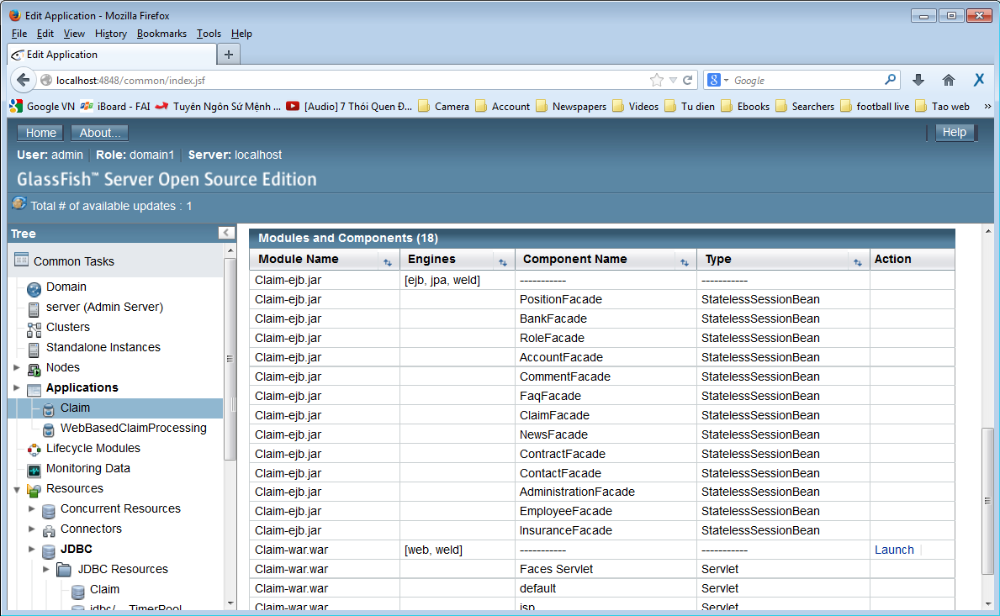 Edit Application - Mozilla Firefox
File Edit View History Bookmarks Tools Help
Edit Application
localhost:4848/common/index.jsf
Google
Google VN iBoard - FAI Tuyên Ngôn Sứ Mệnh ... [Audio] 7 Thói Quen Đ... Camera Account Newspapers Videos Tu dien Ebooks Searchers football live Tao web »
Home About... Help
User: admin Role: domain1 Server: localhost
GlassFish™ Server Open Source Edition
Total # of available updates : 1
Tree
Common Tasks
Domain
server (Admin Server)
Clusters
Standalone Instances
Nodes
Applications
Claim
WebBasedClaimProcessing
Lifecycle Modules
Monitoring Data
Resources
Concurrent Resources
Connectors
JDBC
JDBC Resources
Claim
jdbc/__TimerPool
Modules and Components (18)
Module Name Engines Component Name Type Action
Claim-ejb.jar [ejb, jpa, weld] ----------- -----------
Claim-ejb.jar PositionFacade StatelessSessionBean
Claim-ejb.jar BankFacade StatelessSessionBean
Claim-ejb.jar RoleFacade StatelessSessionBean
Claim-ejb.jar AccountFacade StatelessSessionBean
Claim-ejb.jar CommentFacade StatelessSessionBean
Claim-ejb.jar FaqFacade StatelessSessionBean
Claim-ejb.jar ClaimFacade StatelessSessionBean
Claim-ejb.jar NewsFacade StatelessSessionBean
Claim-ejb.jar ContractFacade StatelessSessionBean
Claim-ejb.jar ContactFacade StatelessSessionBean
Claim-ejb.jar AdministrationFacade StatelessSessionBean
Claim-ejb.jar EmployeeFacade StatelessSessionBean
Claim-ejb.jar InsuranceFacade StatelessSessionBean
Claim-war.war [web, weld] ----------- ----------- Launch
Claim-war.war Faces Servlet Servlet
Claim-war.war default Servlet
Claim-war.war jsp Servlet